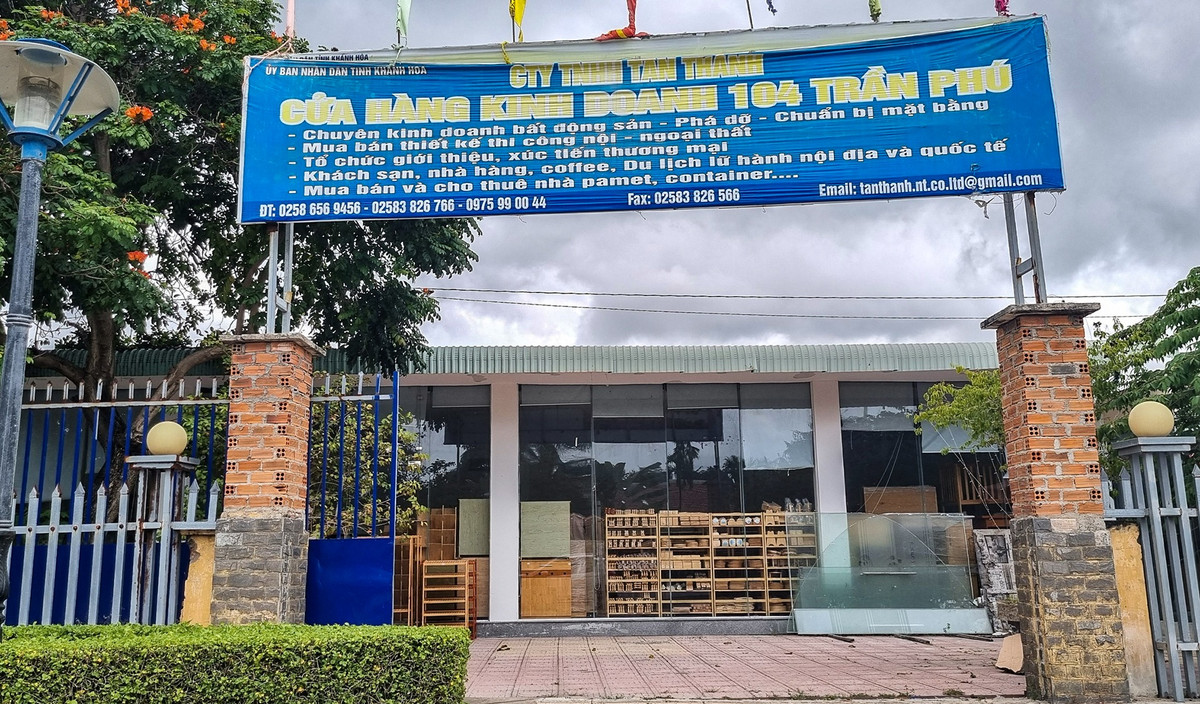 ỦY BAN NHÂN DÂN TỈNH KHÁNH HÒA
CTY TNHH TÂN THANH
CỬA HÀNG KINH DOANH 104 TRẦN PHÚ
- Chuyên kinh doanh bất động sản - Phá dỡ - Chuẩn bị mặt bằng
- Mua bán thiết kế thi công nội - ngoại thất
- Tổ chức giới thiệu, xúc tiến thương mại
- Khách sạn, nhà hàng, coffee, Du lịch lữ hành nội địa và quốc tế
- Mua bán và cho thuê nhà pamet, container....
ĐT: 0258 656 9456 - 02583 826 766 - 0975 99 00 44 Fax: 02583 826 566 Email: tanthanh.nt.co.ltd@gmail.com